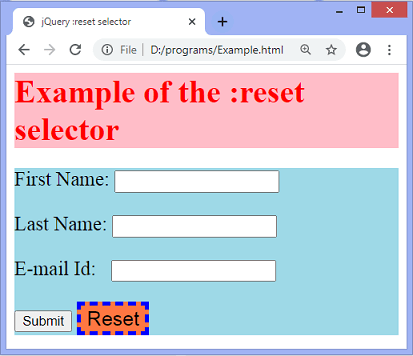 jQuery :reset selector
File | D:/programs/Example.html
Example of the :reset
selector
First Name:
Last Name:
E-mail Id:
Submit Reset